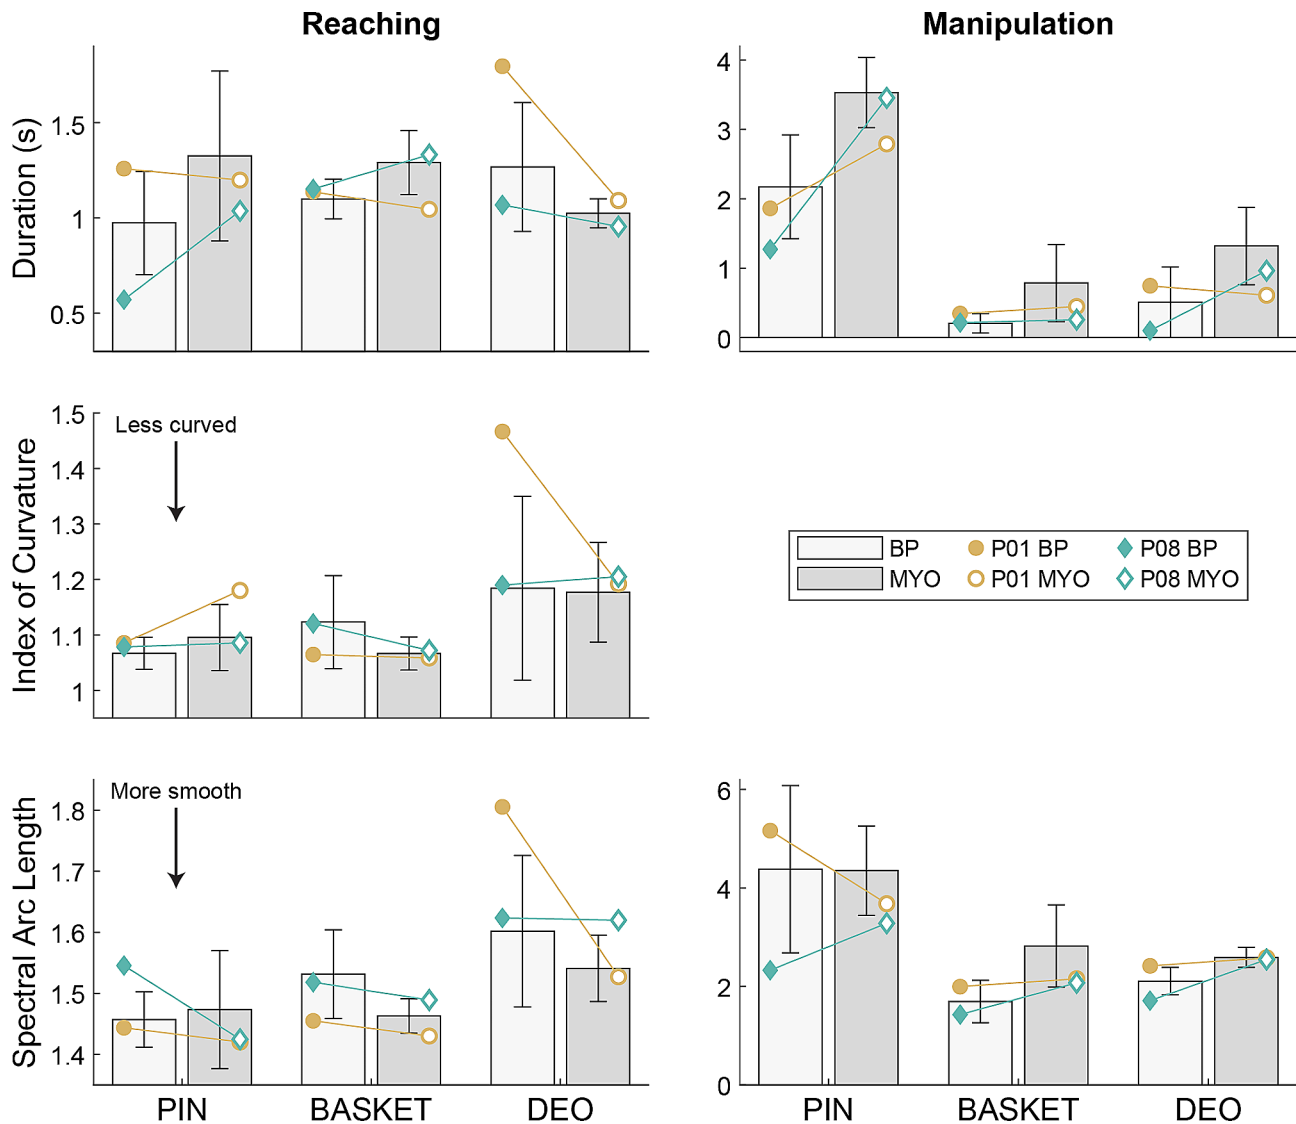 Reaching
Manipulation
Duration (s)
1.5
1
0.5
4
3
2
1
0
Index of Curvature
1.5
1.4
1.3
1.2
1.1
1
Less curved
BP
P01 BP
P08 BP
MYO
P01 MYO
P08 MYO
Spectral Arc Length
1.8
1.7
1.6
1.5
1.4
More smooth
6
4
2
0
PIN
BASKET
DEO
PIN
BASKET
DEO